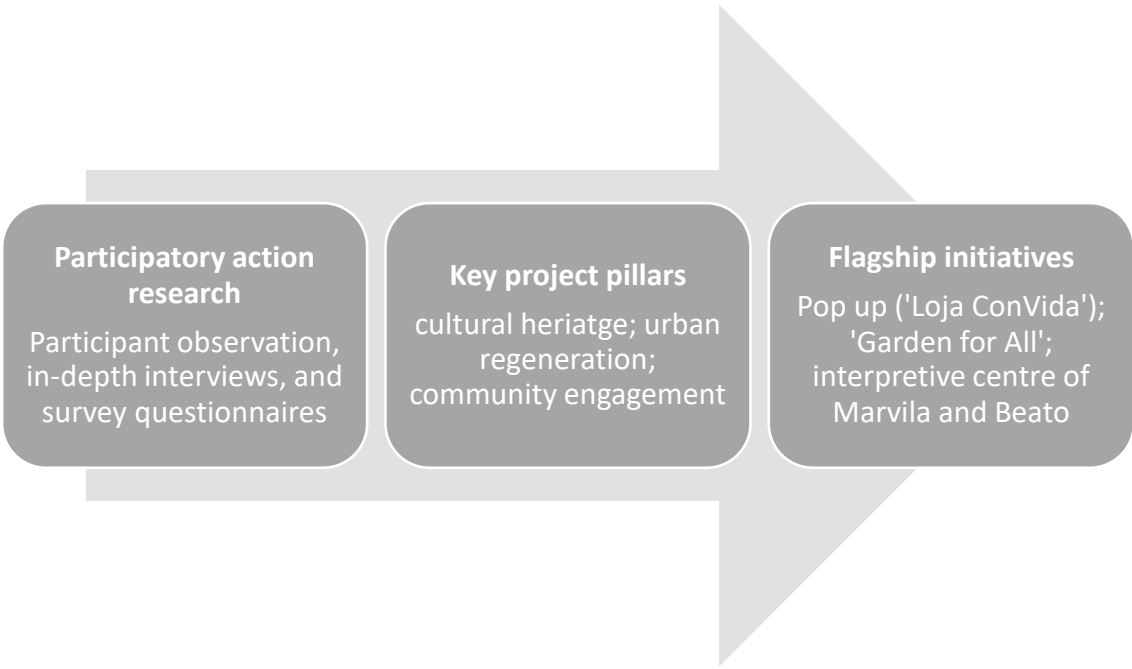 Participatory action
research
Participant observation,
in-depth interviews, and
survey questionnaires
Key project pillars
cultural heriatge; urban
regeneration;
community engagement
Flagship initiatives
Pop up ('Loja ConVida');
'Garden for All';
interpretive centre of
Marvila and Beato